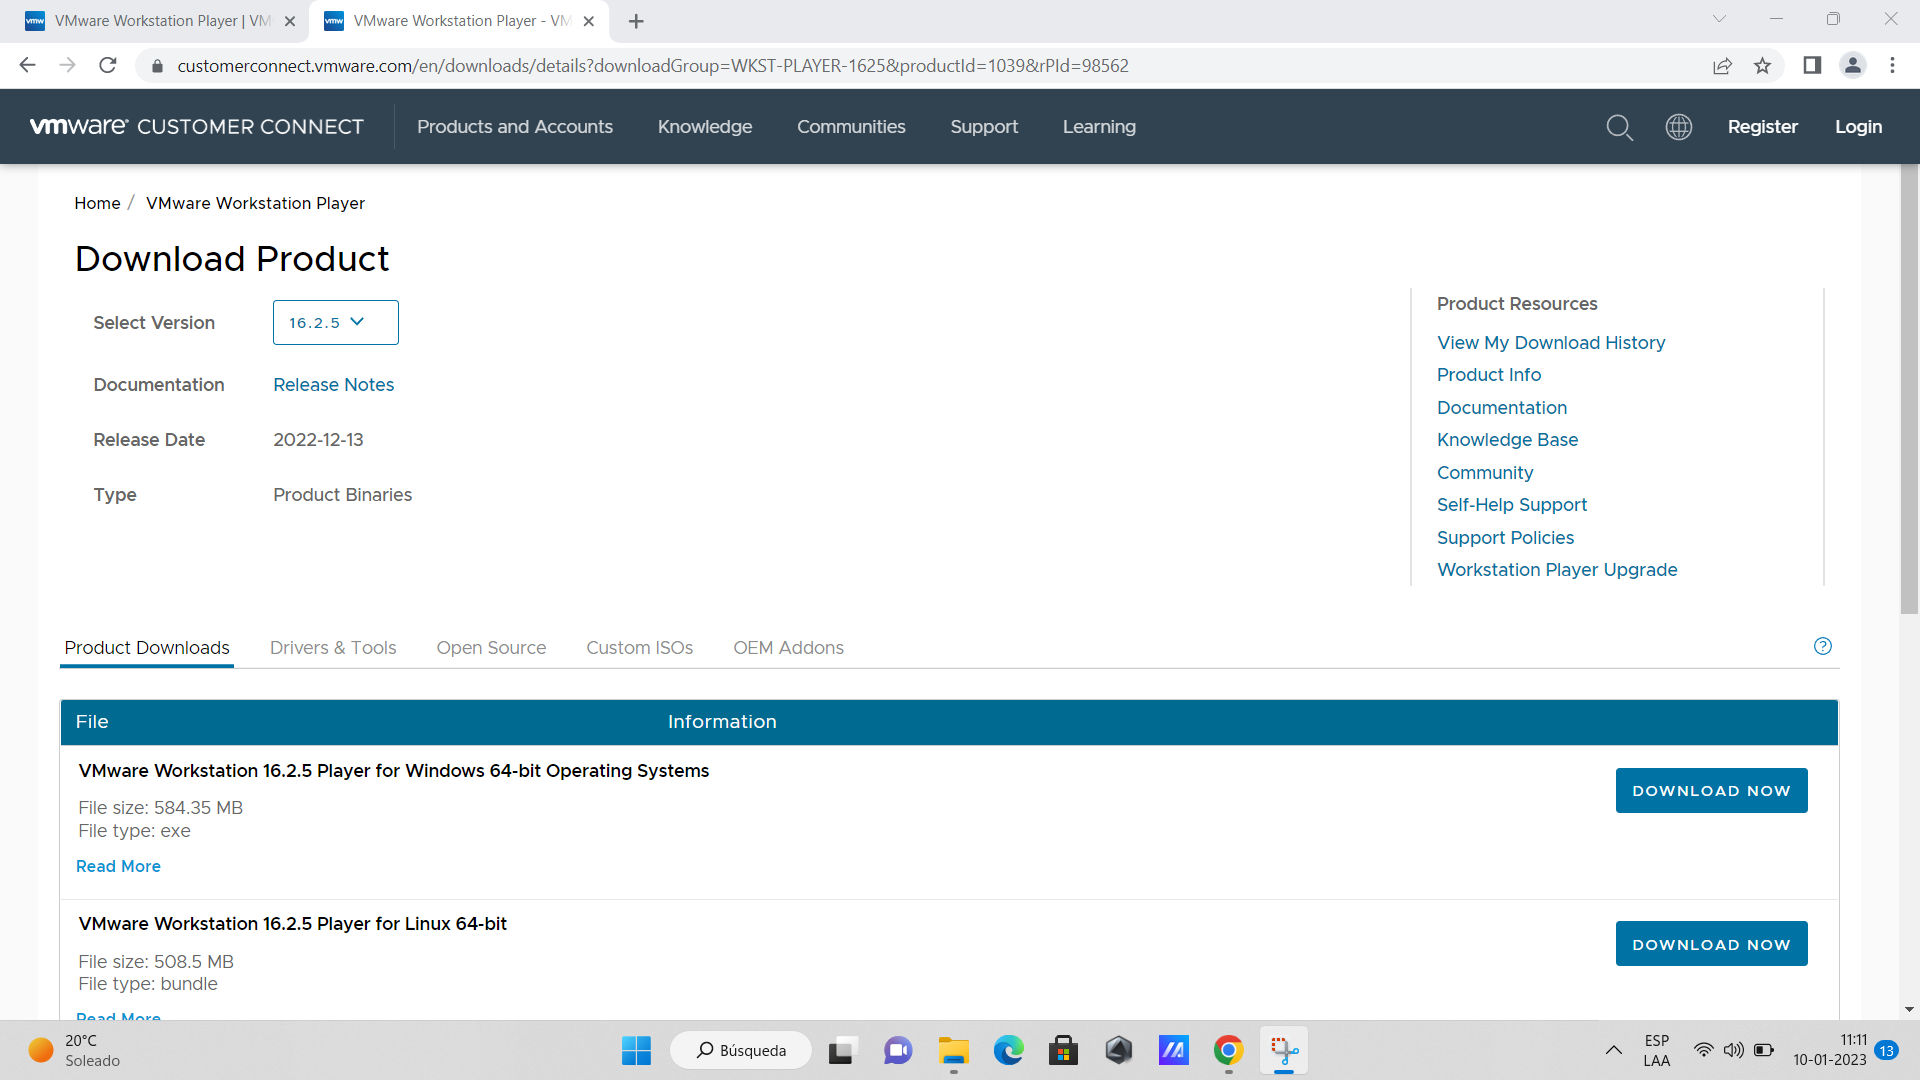 VMware Workstation Player | VM
VMware Workstation Player - VM
customerconnect.vmware.com/en/downloads/details?downloadGroup=WKST-PLAYER-1625&productId=1039&rPId=98562
vmware® CUSTOMER CONNECT
Products and Accounts
Knowledge
Communities
Support
Learning
Register
Login
Home / VMware Workstation Player
Download Product
Select Version 16.2.5
Documentation Release Notes
Release Date 2022-12-13
Type Product Binaries
Product Resources
View My Download History
Product Info
Documentation
Knowledge Base
Community
Self-Help Support
Support Policies
Workstation Player Upgrade
Product Downloads
Drivers & Tools
Open Source
Custom ISOs
OEM Addons
File Information
VMware Workstation 16.2.5 Player for Windows 64-bit Operating Systems
File size: 584.35 MB
File type: exe
Read More
DOWNLOAD NOW
VMware Workstation 16.2.5 Player for Linux 64-bit
File size: 508.5 MB
File type: bundle
Read More
DOWNLOAD NOW
20°C
Soleado
Búsqueda
ESP
LAA
11:11
10-01-2023
13